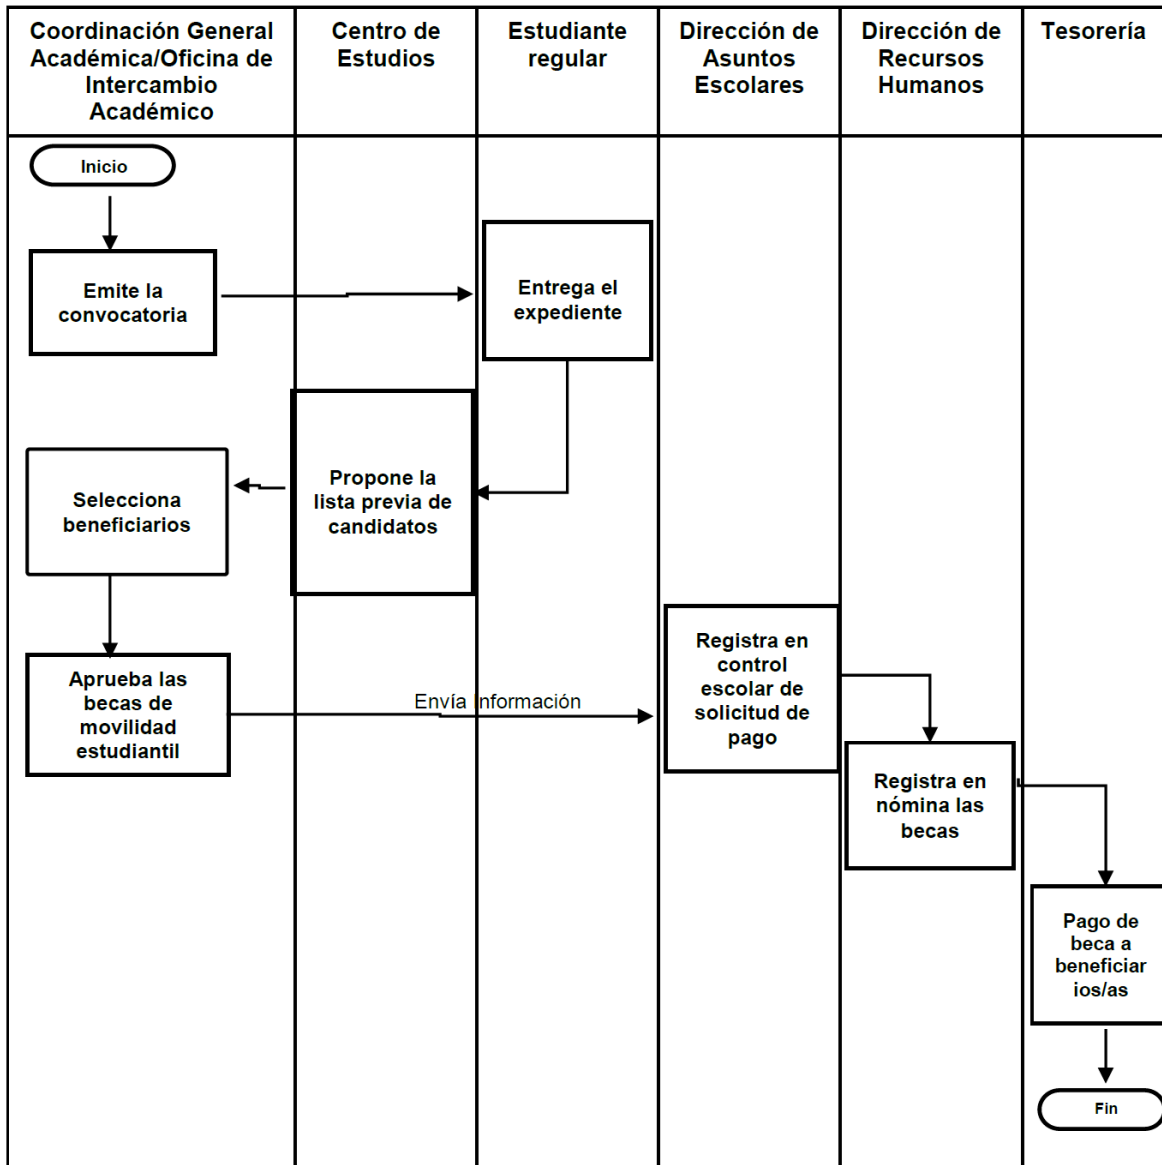 Coordinación General
Académica/Oficina de
Intercambio
Académico
Centro de
Estudios
Estudiante
regular
Dirección de
Asuntos
Escolares
Dirección de
Recursos
Humanos
Tesorería
Inicio
Emite la
convocatoria
Entrega el
expediente
Propone la
lista previa de
candidatos
Selecciona
beneficiarios
Aprueba las
becas de
movilidad
estudiantil
Envía Información
Registra en
control
escolar de
solicitud de
pago
Registra en
nómina las
becas
Pago de
beca a
beneficiar
ios/as
Fin